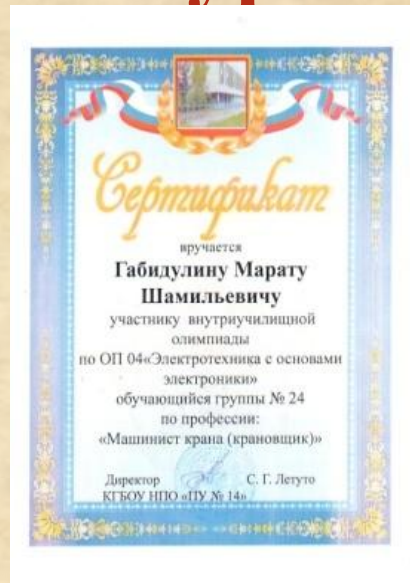 Сертификат
вручается
Габидулину Марату
Шамильевичу
участнику внутриучилищной
олимпиады
по ОП 04«Электротехника с основами
электроники»
обучающийся группы № 24
по профессии:
«Машинист крана (крановщик)»
Директор С. Г. Летуто
КГБОУ НПО «ПУ № 14»